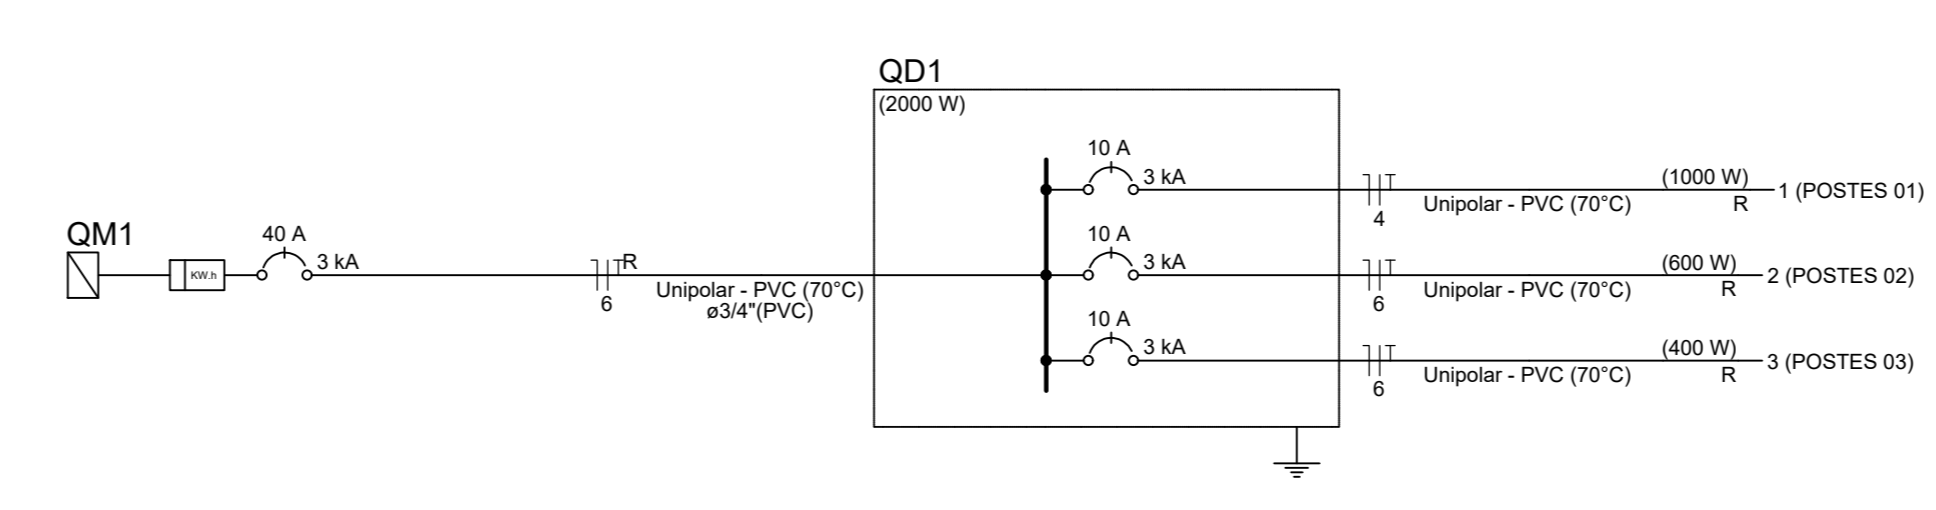 QD1
(2000 W)
10 A
3 kA
(1000 W)
1 (POSTES 01)
4
Unipolar - PVC (70°C)
R
QM1
KW.h
40 A
3 kA
R
6
Unipolar - PVC (70°C)
ø3/4"(PVC)
10 A
3 kA
(600 W)
2 (POSTES 02)
6
Unipolar - PVC (70°C)
R
10 A
3 kA
(400 W)
3 (POSTES 03)
6
Unipolar - PVC (70°C)
R